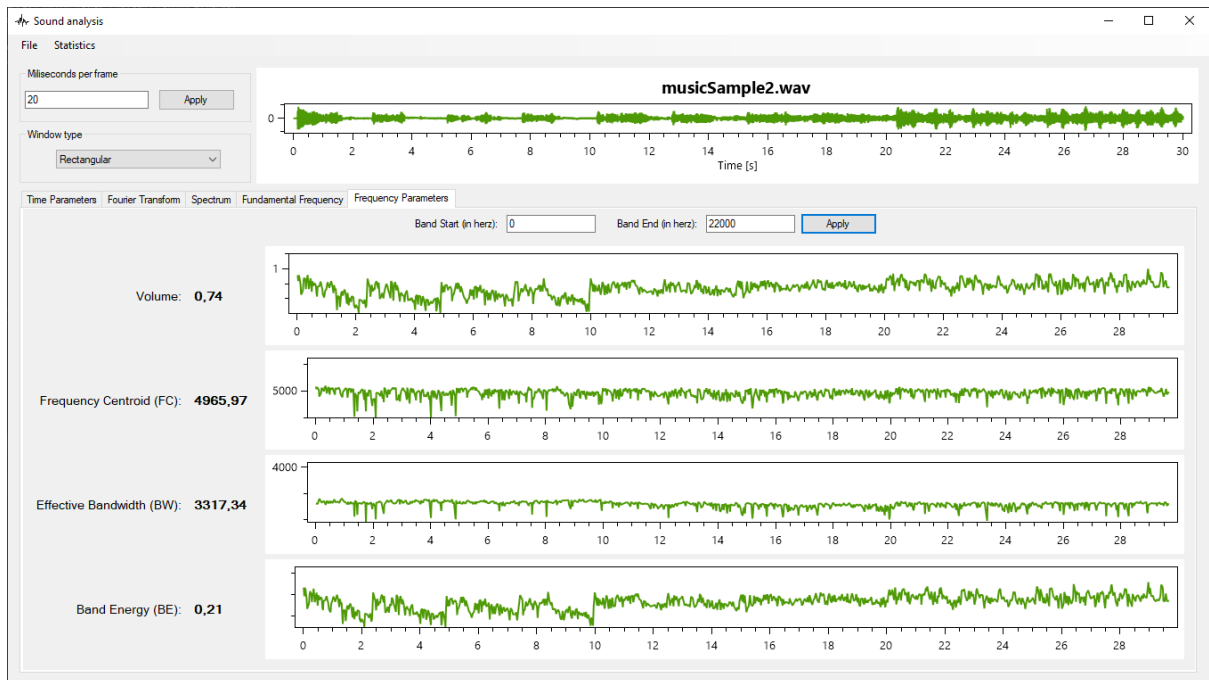 Sound analysis
File Statistics
Miliseconds per frame
20 Apply
Window type
Rectangular
musicSample2.wav
0
0 2 4 6 8 10 12 14 16 18 20 22 24 26 28 30
Time [s]
Time Parameters Fourier Transform Spectrum Fundamental Frequency Frequency Parameters
Band Start (in herz): 0 Band End (in herz): 22000 Apply
Volume: 0,74
1
0 2 4 6 8 10 12 14 16 18 20 22 24 26 28
Frequency Centroid (FC): 4965,97
5000
0 2 4 6 8 10 12 14 16 18 20 22 24 26 28
Effective Bandwidth (BW): 3317,34
4000
0 2 4 6 8 10 12 14 16 18 20 22 24 26 28
Band Energy (BE): 0,21
0 2 4 6 8 10 12 14 16 18 20 22 24 26 28